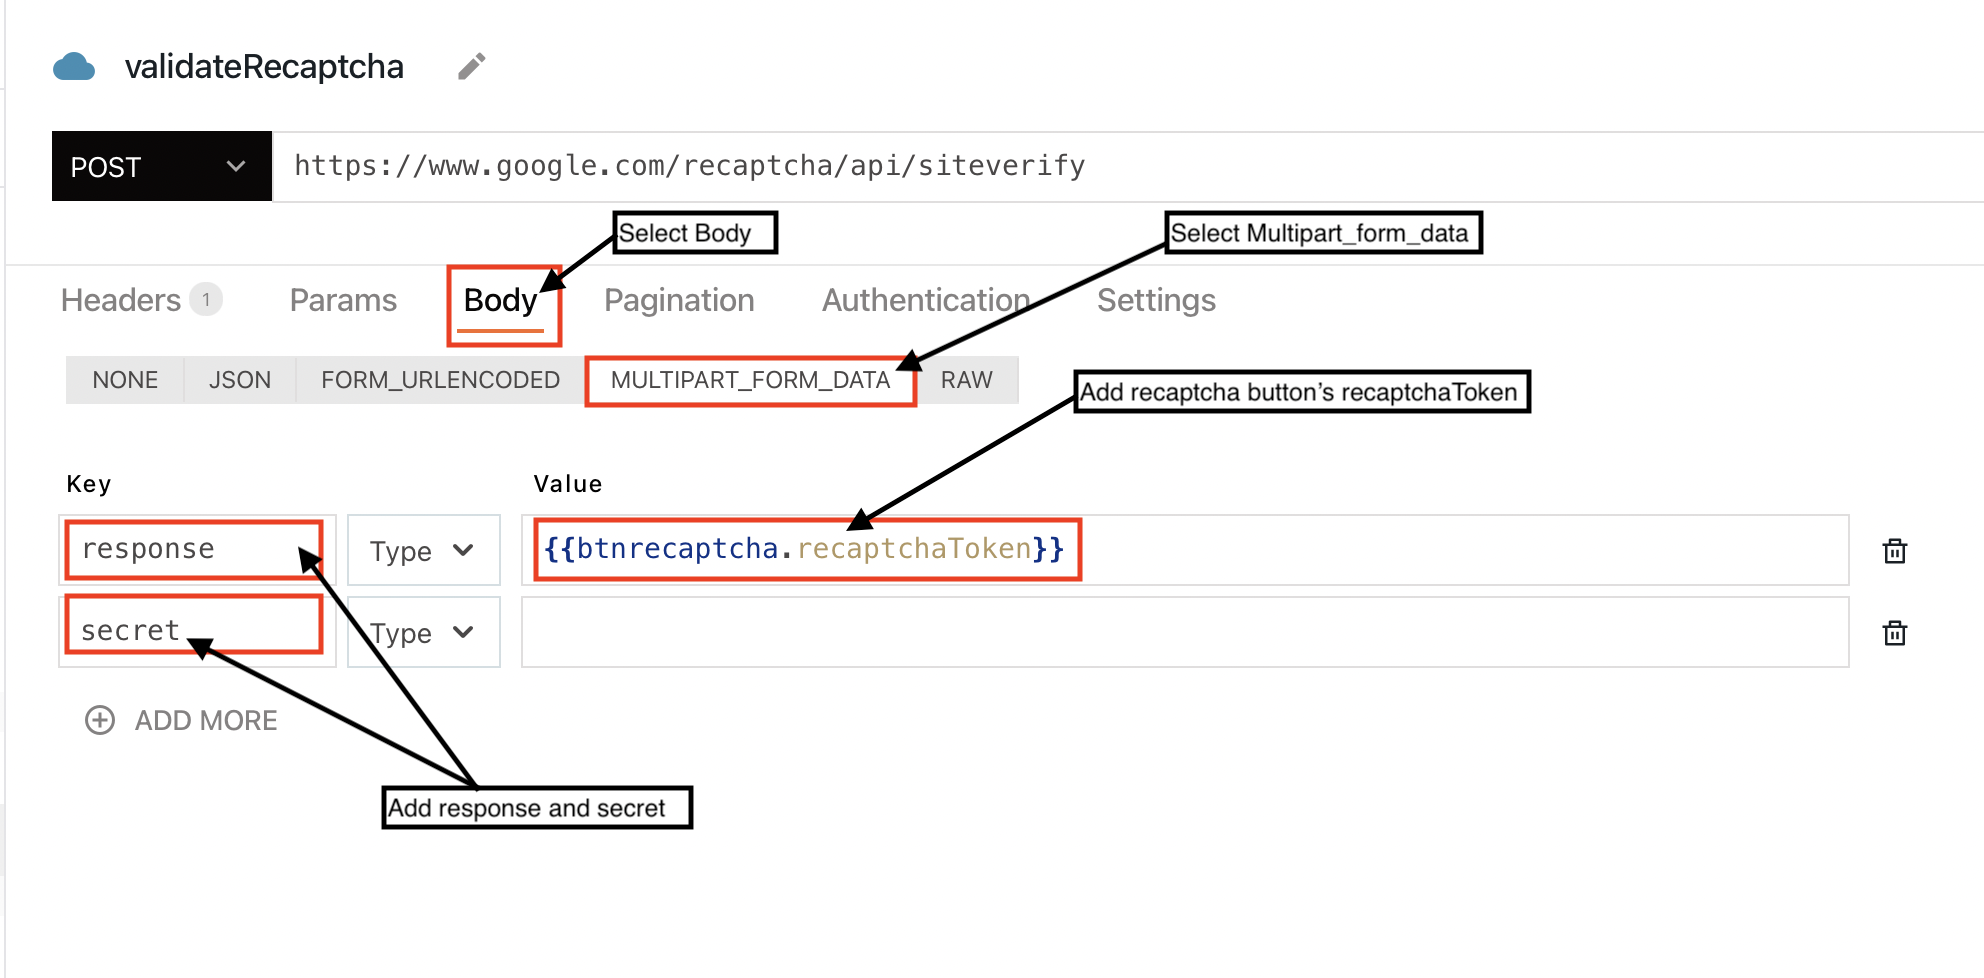 validateRecaptcha
POST
https://www.google.com/recaptcha/api/siteverify
Select Body
Select Multipart_form_data
Headers 1 Params Body Pagination Authentication Settings
NONE JSON FORM_URLENCODED MULTIPART_FORM_DATA RAW
Add recaptcha button’s recaptchaToken
Key Value
response Type {{btnrecaptcha.recaptchaToken}}
secret Type
ADD MORE
Add response and secret